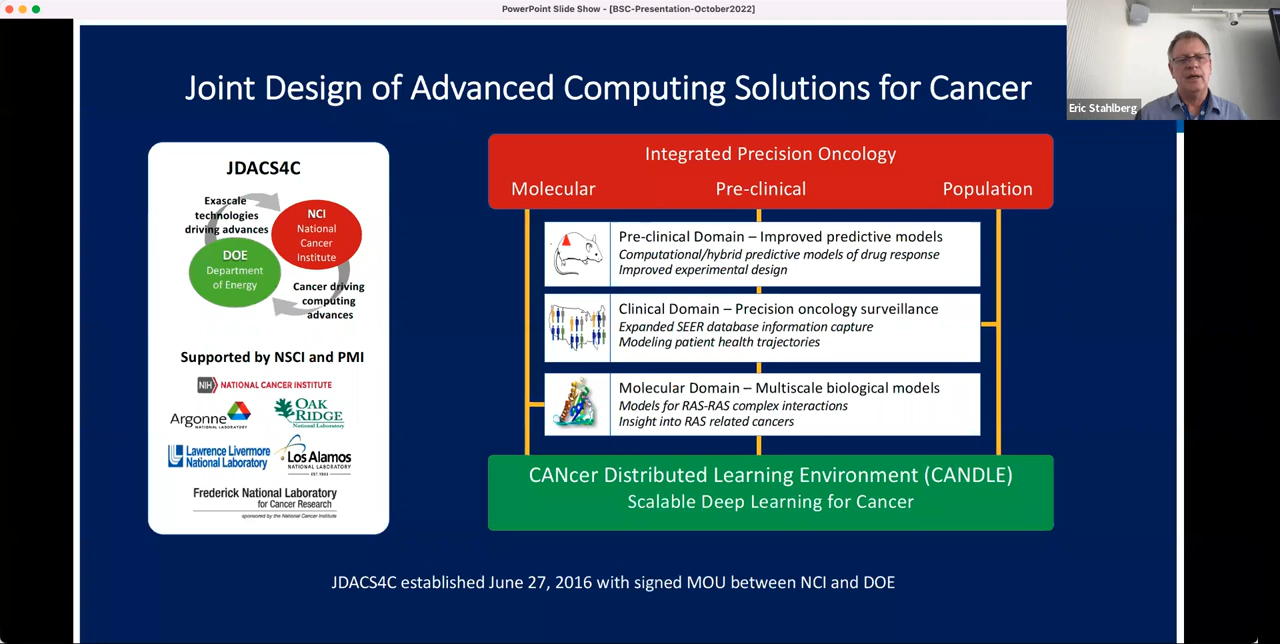 PowerPoint Slide Show - [BSC-Presentation-October2022]
Eric Stahlberg
Joint Design of Advanced Computing Solutions for Cancer
JDACS4C
Exascale
technologies
driving advances
NCI
National
Cancer
Institute
DOE
Department
of Energy
Cancer driving
computing
advances
Supported by NSCI and PMI
NIH NATIONAL CANCER INSTITUTE
Argonne
NATIONAL LABORATORY
OAK
RIDGE
National Laboratory
Lawrence Livermore
National Laboratory
Los Alamos
NATIONAL LABORATORY
EST. 1943
Frederick National Laboratory
for Cancer Research
sponsored by the National Cancer Institute
Integrated Precision Oncology
Molecular Pre-clinical Population
Pre-clinical Domain – Improved predictive models
Computational/hybrid predictive models of drug response
Improved experimental design
Clinical Domain – Precision oncology surveillance
Expanded SEER database information capture
Modeling patient health trajectories
Molecular Domain – Multiscale biological models
Models for RAS-RAS complex interactions
Insight into RAS related cancers
CANcer Distributed Learning Environment (CANDLE)
Scalable Deep Learning for Cancer
JDACS4C established June 27, 2016 with signed MOU between NCI and DOE